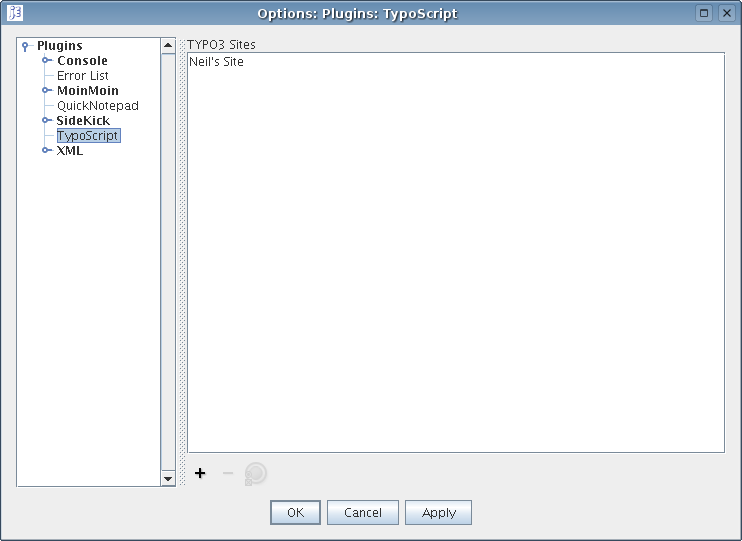 Options: Plugins: TypoScript
Plugins
Console
Error List
MoinMoin
QuickNotepad
SideKick
TypoScript
XML
TYPO3 Sites
Neil's Site
OK Cancel Apply